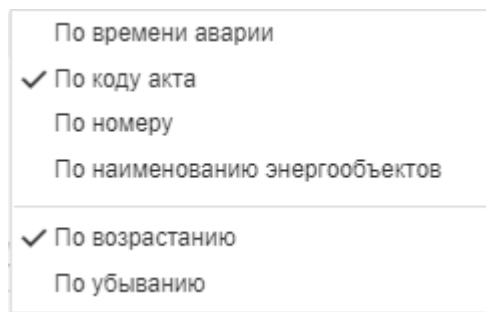 По времени аварии
По коду акта
По номеру
По наименованию энергообъектов
По возрастанию
По убыванию